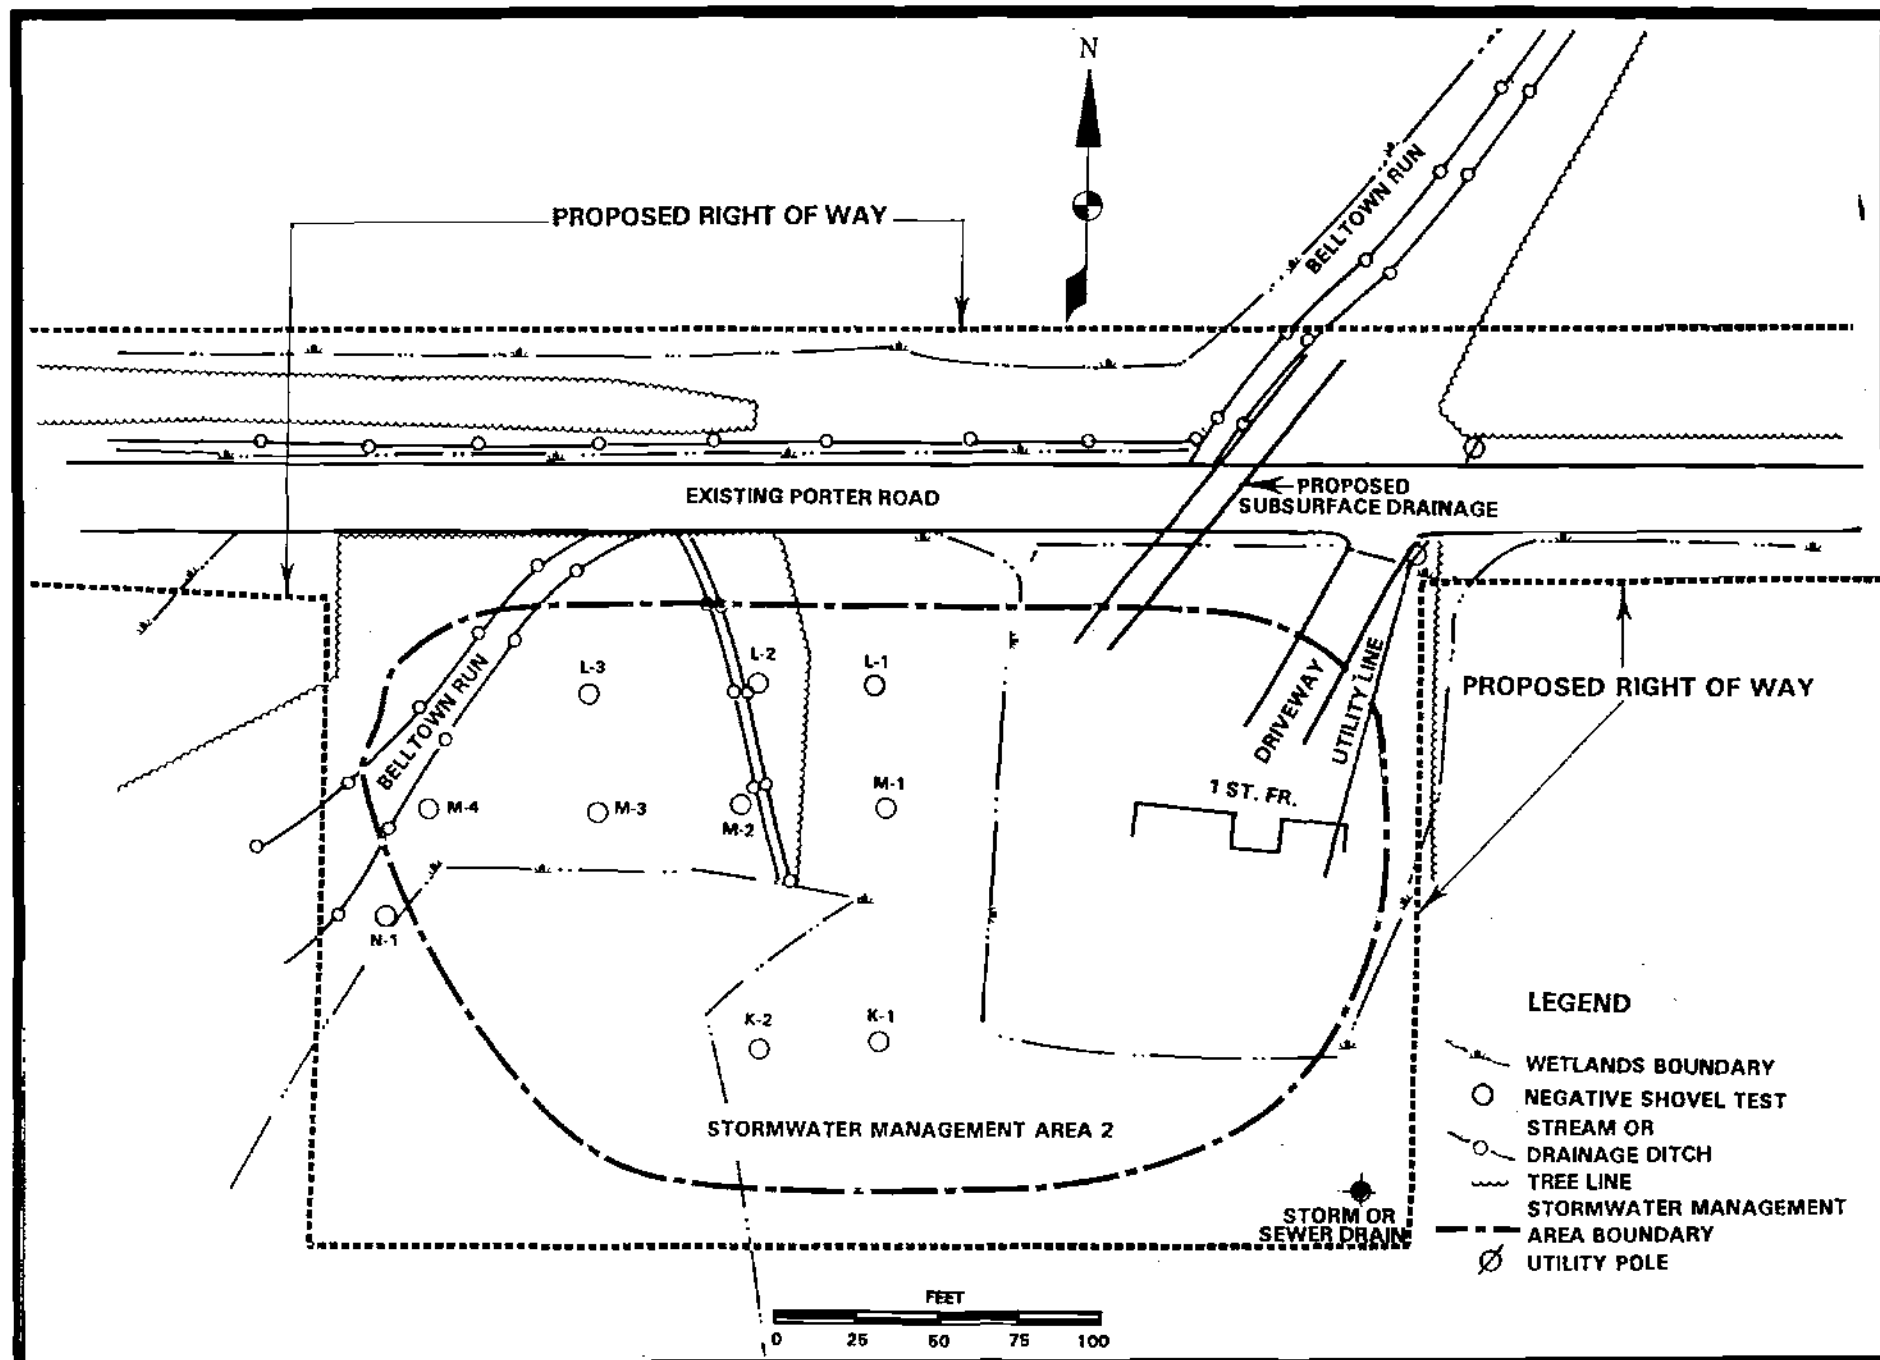 N
PROPOSED RIGHT OF WAY
BELLTOWN RUN
EXISTING PORTER ROAD
PROPOSED
SUBSURFACE DRAINAGE
L-3
L-2
L-1
BELLTOWN RUN
DRIVEWAY
UTILITY LINE
PROPOSED RIGHT OF WAY
M-4
M-3
M-2
M-1
1 ST. FR.
N-1
K-2
K-1
STORMWATER MANAGEMENT AREA 2
STORM OR
SEWER DRAIN
LEGEND
WETLANDS BOUNDARY
NEGATIVE SHOVEL TEST
STREAM OR
DRAINAGE DITCH
TREE LINE
STORMWATER MANAGEMENT
AREA BOUNDARY
UTILITY POLE
FEET
0 25 50 75 100